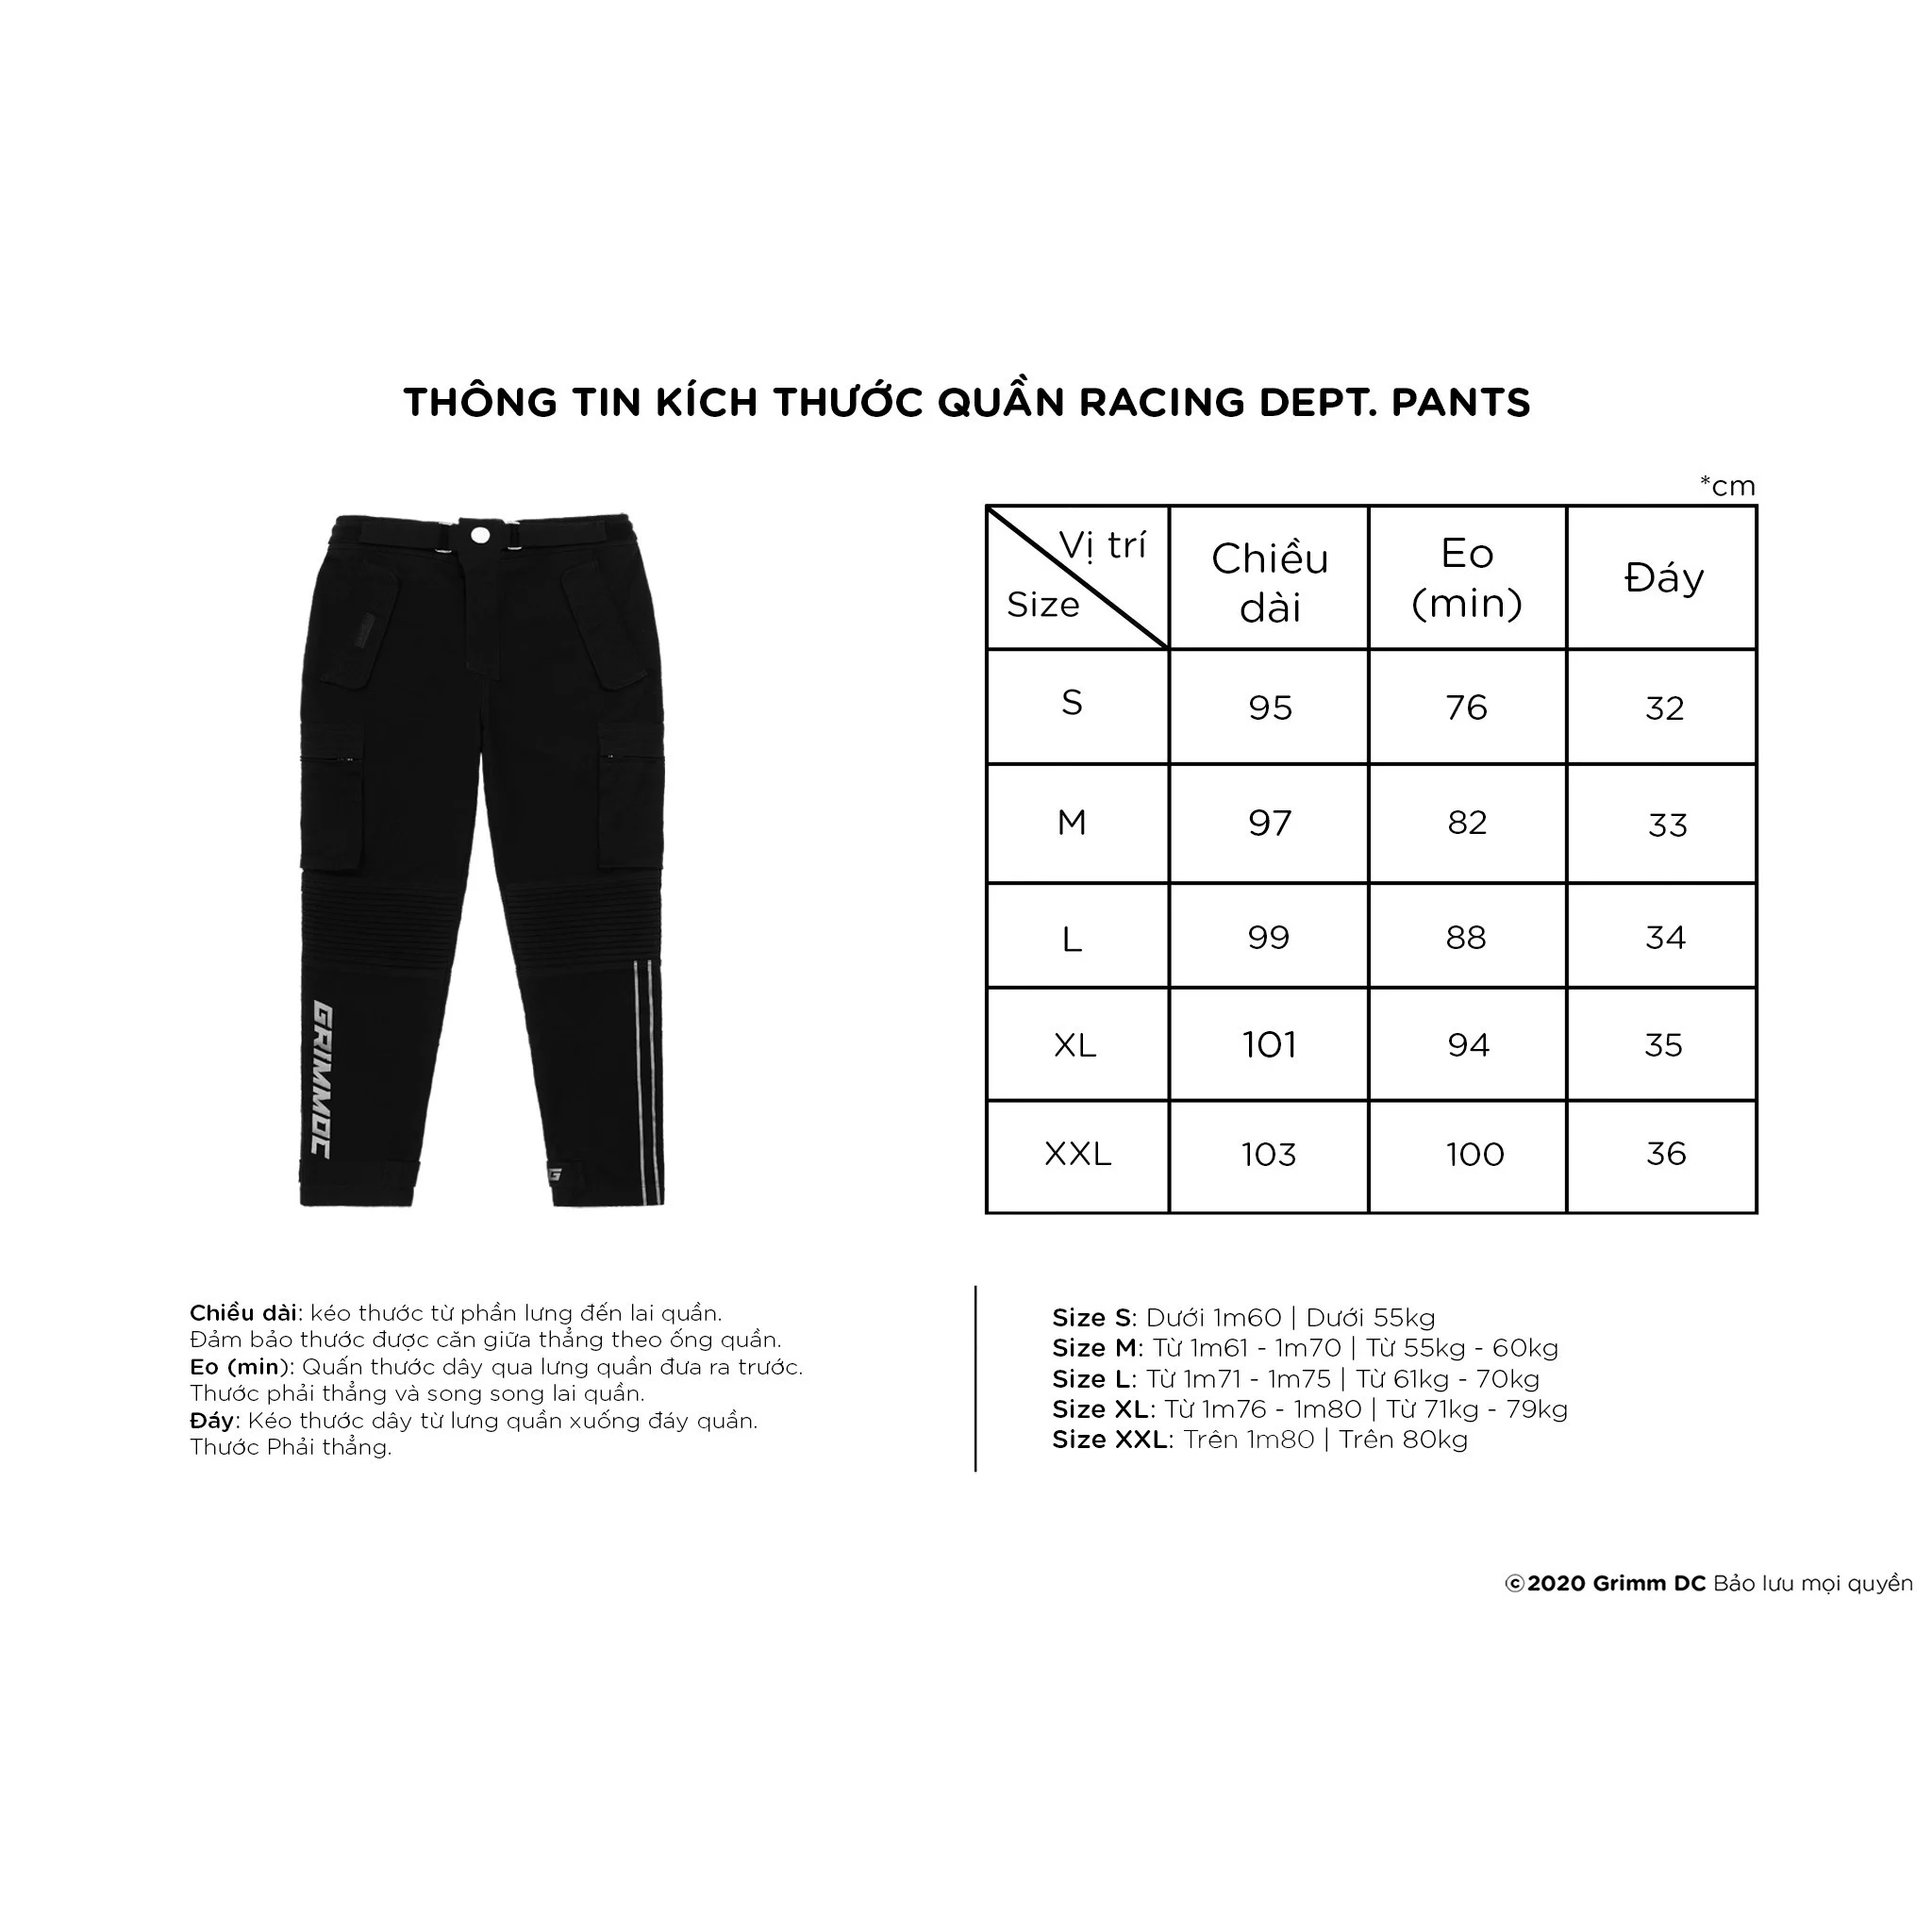 THÔNG TIN KÍCH THƯỚC QUẦN RACING DEPT. PANTS
*cm
Vị trí
Size
Chiều
dài
Eo
(min)
Đáy
S 95 76 32
M 97 82 33
L 99 88 34
XL 101 94 35
XXL 103 100 36
GRIMMDC
G
Chiều dài: kéo thước từ phần lưng đến lai quần.
Đảm bảo thước được căn giữa thẳng theo ống quần.
Eo (min): Quấn thước dây qua lưng quần đưa ra trước.
Thước phải thẳng và song song lai quần.
Đáy: Kéo thước dây từ lưng quần xuống đáy quần.
Thước Phải thẳng.
Size S: Dưới 1m60 | Dưới 55kg
Size M: Từ 1m61 - 1m70 | Từ 55kg - 60kg
Size L: Từ 1m71 - 1m75 | Từ 61kg - 70kg
Size XL: Từ 1m76 - 1m80 | Từ 71kg - 79kg
Size XXL: Trên 1m80 | Trên 80kg
©2020 Grimm DC Bảo lưu mọi quyền